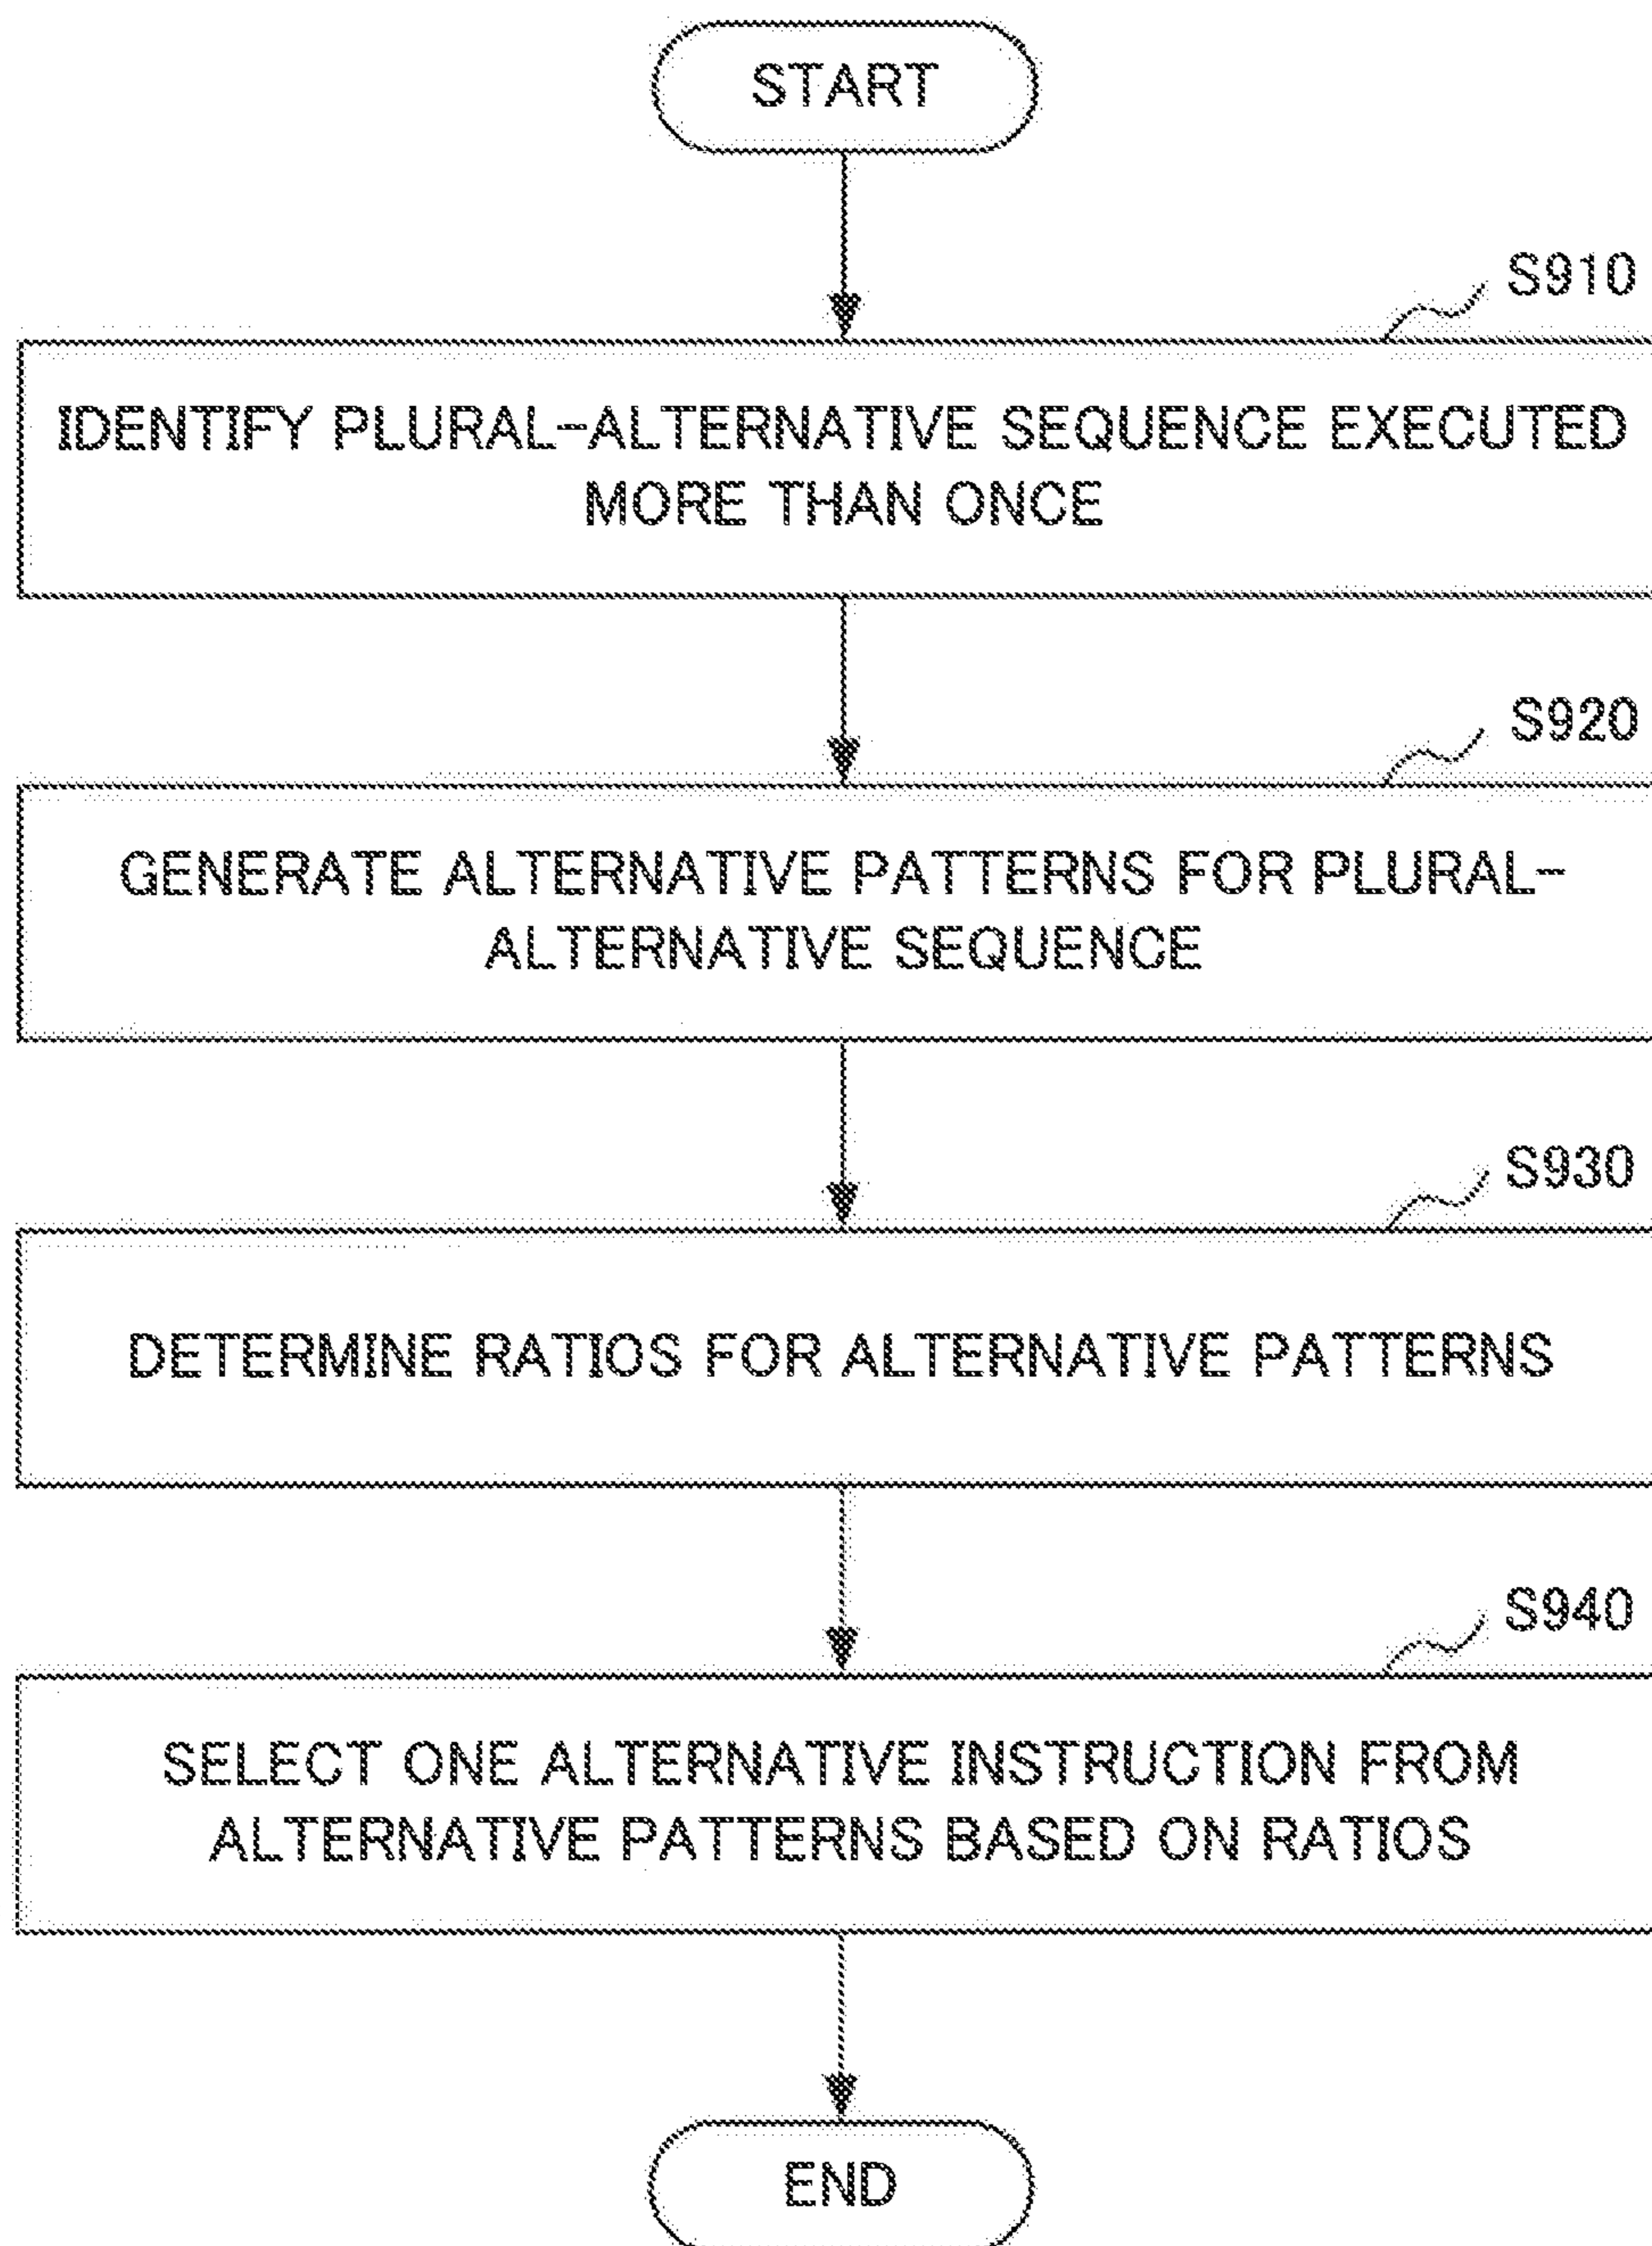 START
S910
IDENTIFY PLURAL-ALTERNATIVE SEQUENCE EXECUTED
MORE THAN ONCE
S920
GENERATE ALTERNATIVE PATTERNS FOR PLURAL-
ALTERNATIVE SEQUENCE
S930
DETERMINE RATIOS FOR ALTERNATIVE PATTERNS
S940
SELECT ONE ALTERNATIVE INSTRUCTION FROM
ALTERNATIVE PATTERNS BASED ON RATIOS
END